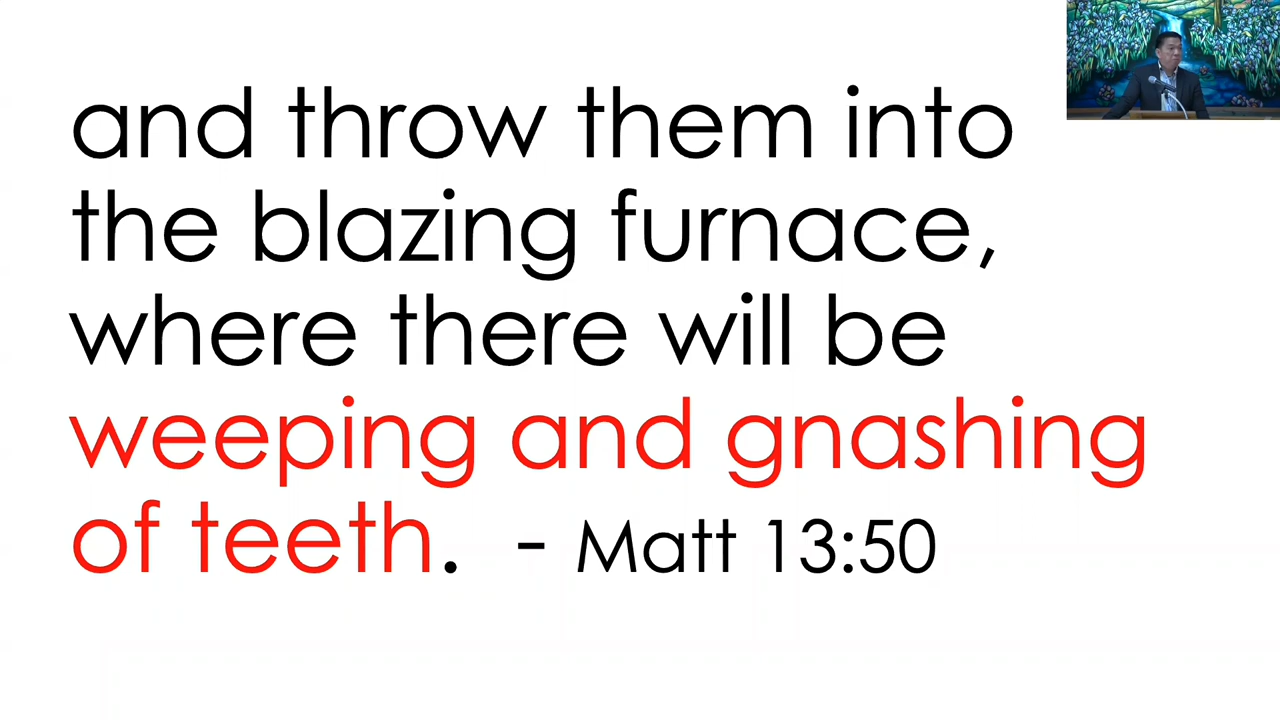 and throw them into
the blazing furnace,
where there will be
weeping and gnashing
of teeth. - Matt 13:50